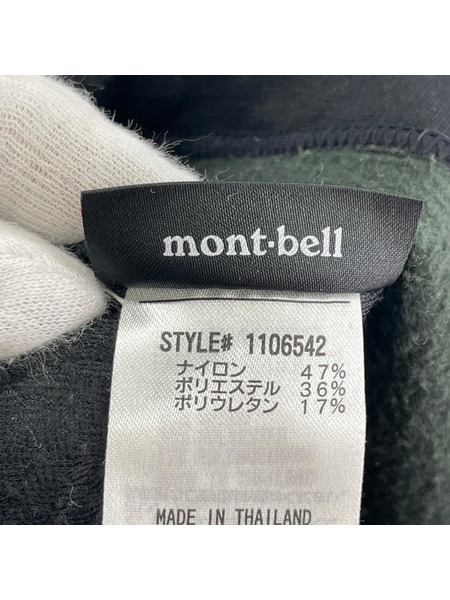 mont-bell
STYLE# 1106542
ナイロン 47%
ポリエステル 36%
ポリウレタン 17%
MADE IN THAILAND